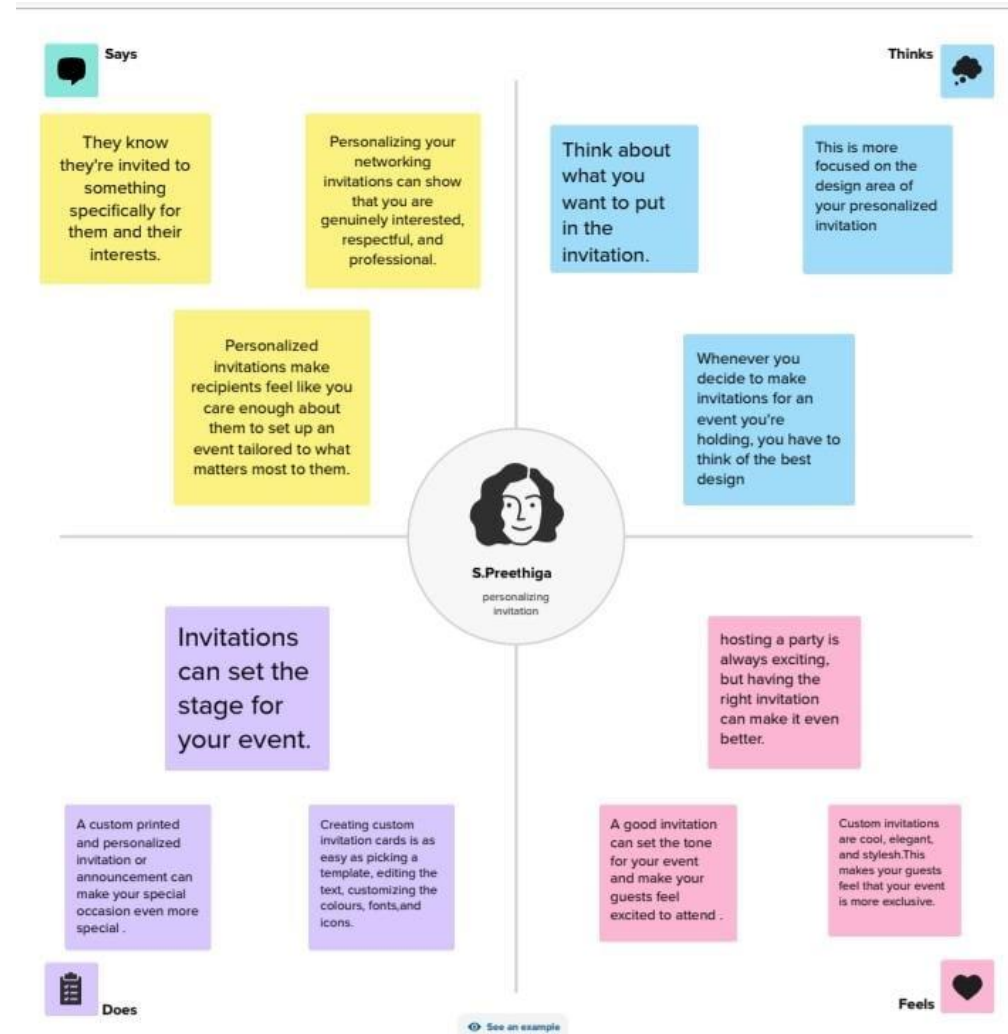 Says
They know
they're invited to
something
specifically for
them and their
interests.
Personalizing your
networking
invitations can show
that you are
genuinely interested,
respectful, and
professional.
Personalized
invitations make
recipients feel like you
care enough about
them to set up an
event tailored to what
matters most to them.
Thinks
Think about
what you
want to put
in the
invitation.
This is more
focused on the
design area of
your presonalized
invitation
Whenever you
decide to make
invitations for an
event you're
holding, you have to
think of the best
design
S.Preethiga
personalizing
invitation
Invitations
can set the
stage for
your event.
A custom printed
and personalized
invitation or
announcement can
make your special
occasion even more
special .
Creating custom
invitation cards is as
easy as picking a
template, editing the
text, customizing the
colours, fonts,and
icons.
Does
hosting a party is
always exciting,
but having the
right invitation
can make it even
better.
A good invitation
can set the tone
for your event
and make your
guests feel
excited to attend .
Custom invitations
are cool, elegant,
and stylesh.This
makes your guests
feel that your event
is more exclusive.
Feels
See an example